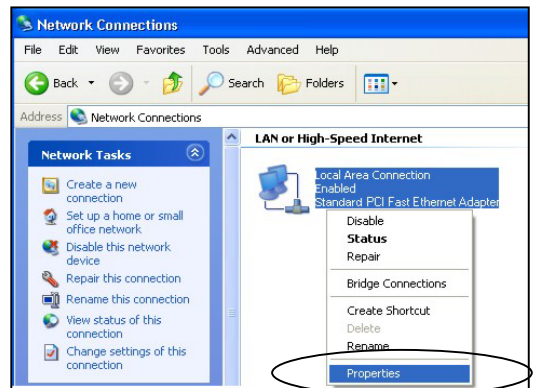 Network Connections
File Edit View Favorites Tools Advanced Help
Back Search Folders
Address Network Connections
Network Tasks
Create a new
connection
Set up a home or small
office network
Disable this network
device
Repair this connection
Rename this connection
View status of this
connection
Change settings of this
connection
LAN or High-Speed Internet
Local Area Connection
Enabled
Standard PCI Fast Ethernet Adapter
Disable
Status
Repair
Bridge Connections
Create Shortcut
Delete
Rename
Properties